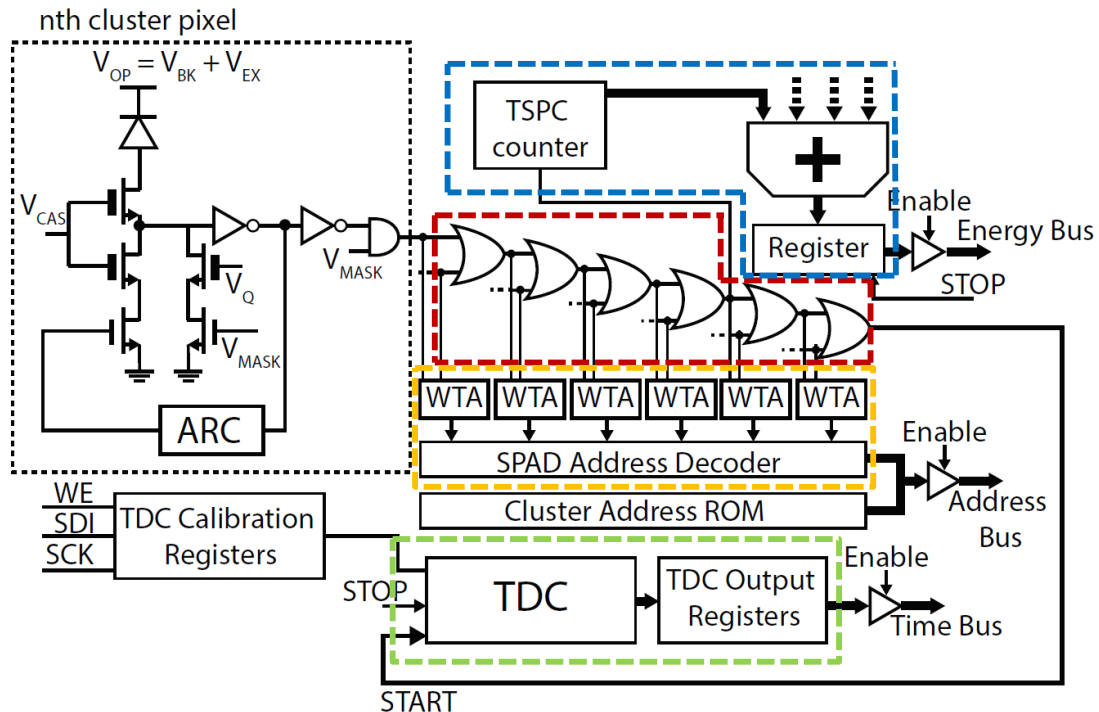 nth cluster pixel
V_OP = V_BK + V_EX
V_CAS
V_Q
V_MASK
ARC
V_MASK
TSPC
counter
+
Register
Enable
Energy Bus
STOP
WTA
WTA
WTA
WTA
WTA
WTA
SPAD Address Decoder
Cluster Address ROM
Enable
Address
Bus
WE
SDI
SCK
TDC Calibration
Registers
STOP
TDC
TDC Output
Registers
Enable
Time Bus
START